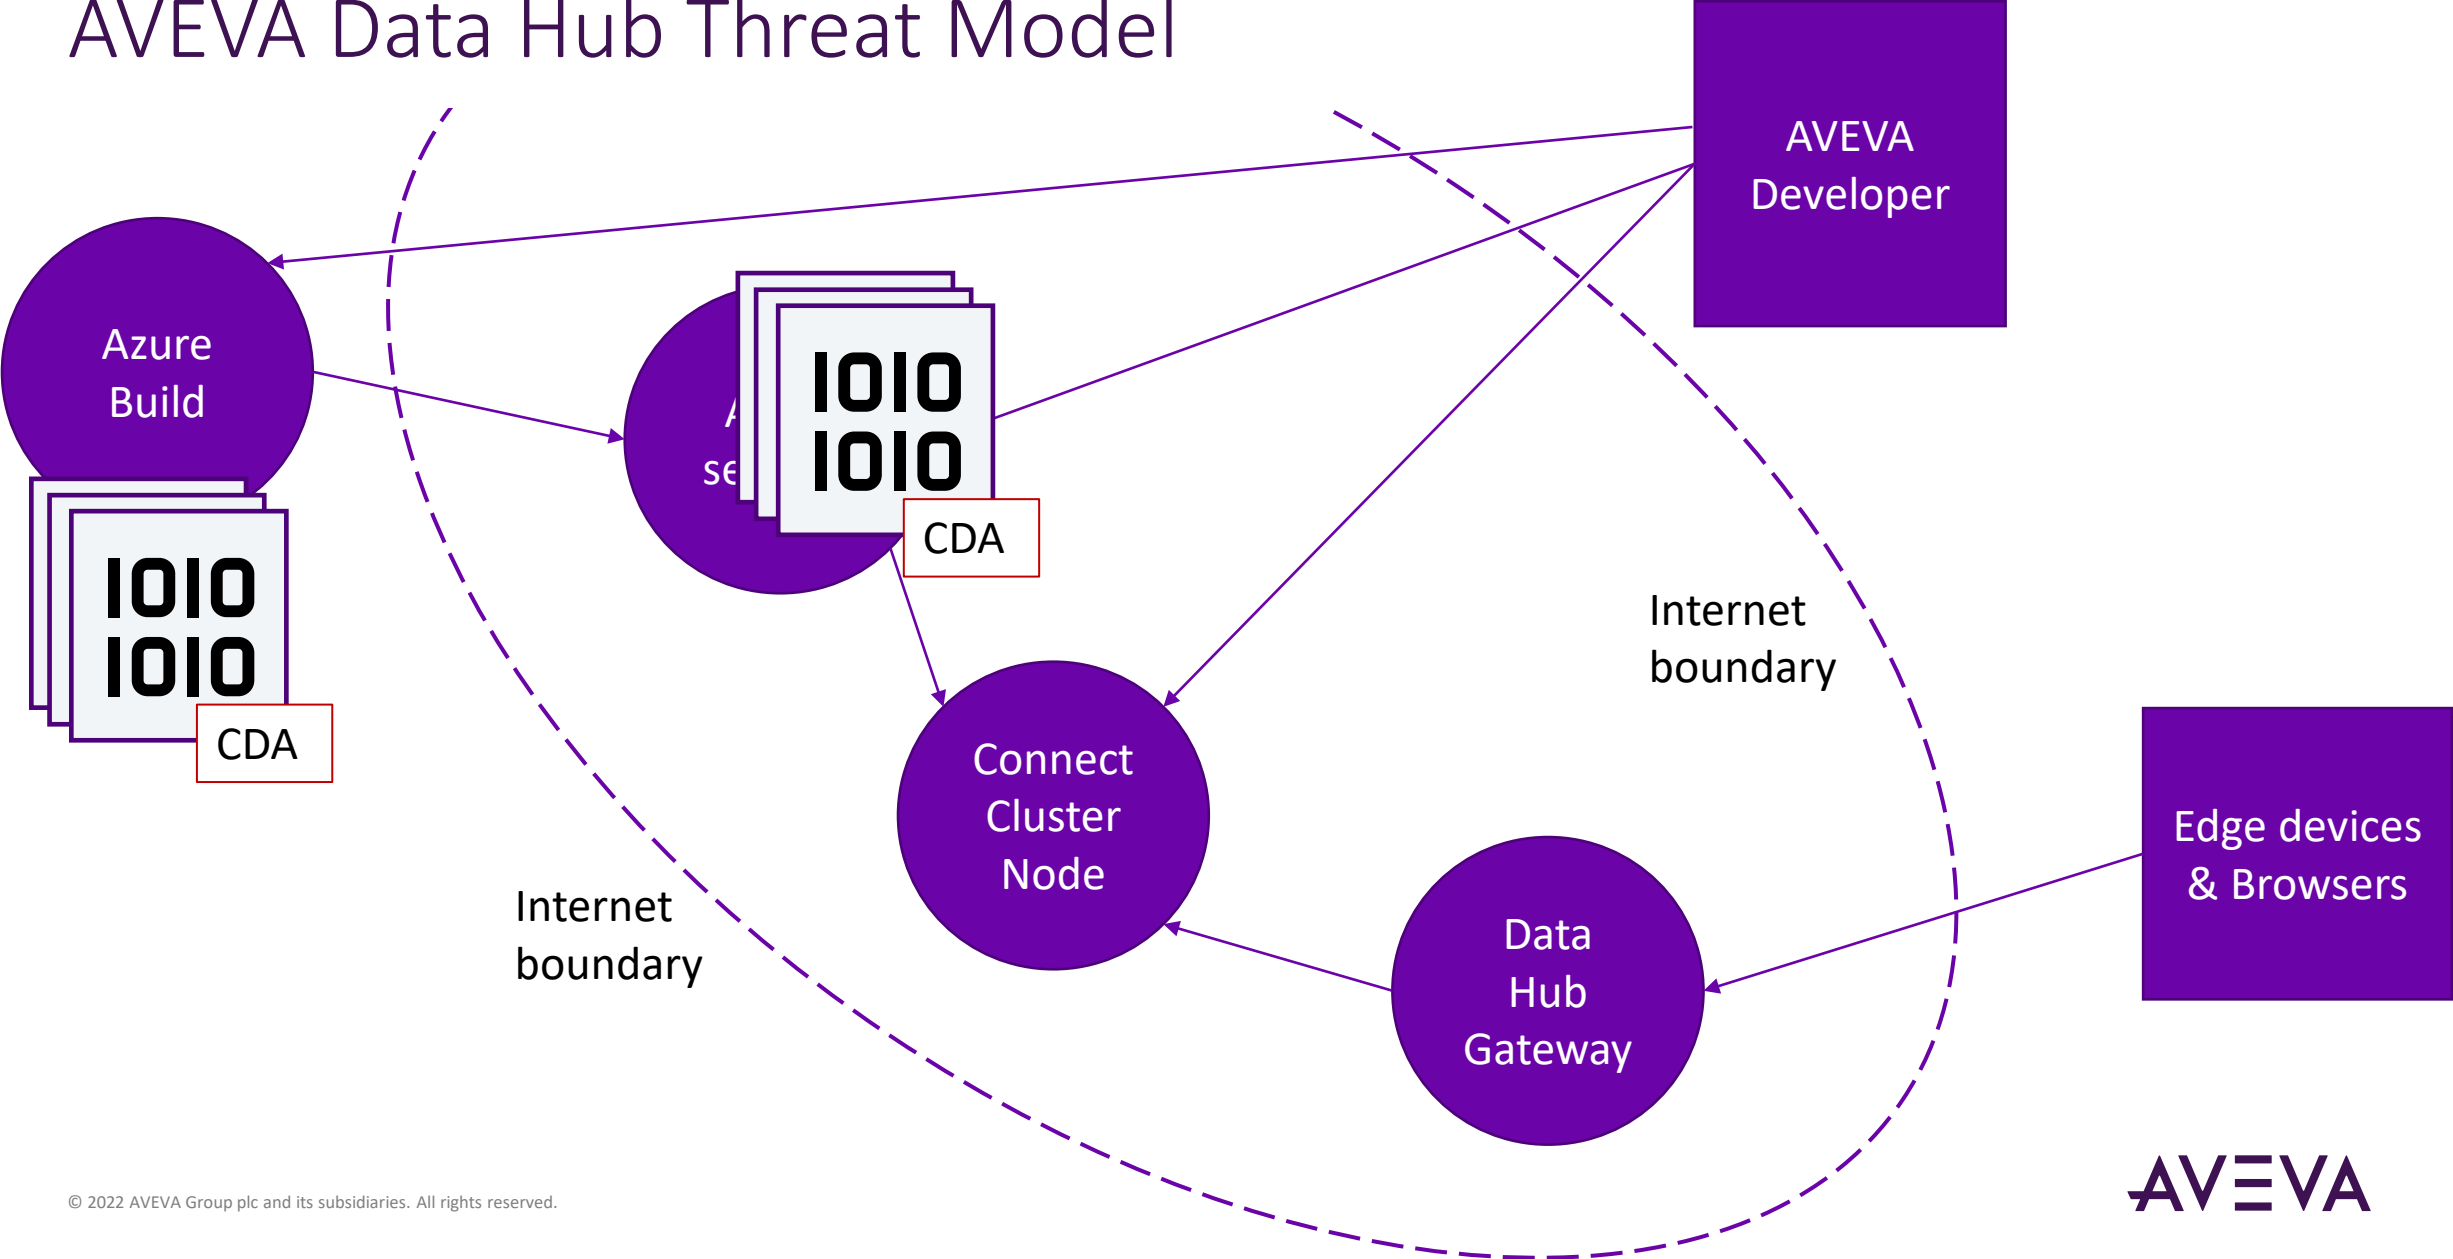 AVEVA Data Hub Threat Model
AVEVA
Developer
Azure
Build
1010
1010
CDA
1010
1010
CDA
Internet
boundary
Connect
Cluster
Node
Edge devices
& Browsers
Internet
boundary
Data
Hub
Gateway
© 2022 AVEVA Group plc and its subsidiaries. All rights reserved.
AVEVA